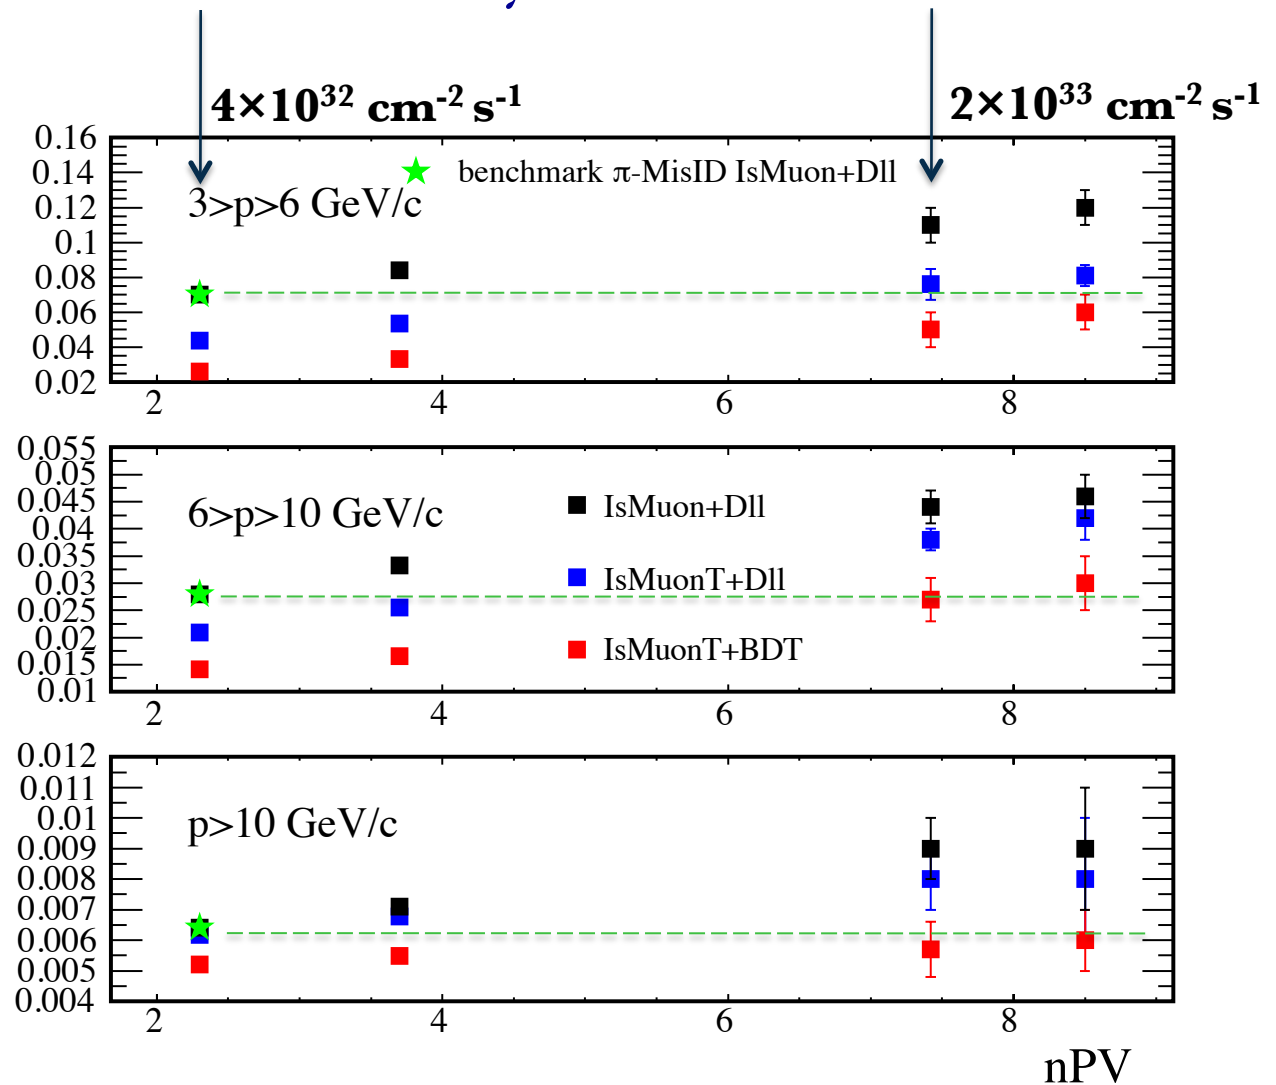 4×10³² cm⁻² s⁻¹
2×10³³ cm⁻² s⁻¹
0.16
0.14
0.12
0.1
0.08
0.06
0.04
0.02
benchmark π-MisID IsMuon+Dll
3>p>6 GeV/c
2 4 6 8
0.055
0.05
0.045
0.04
0.035
0.03
0.025
0.02
0.015
0.01
6>p>10 GeV/c
IsMuon+Dll
IsMuonT+Dll
IsMuonT+BDT
2 4 6 8
0.012
0.011
0.01
0.009
0.008
0.007
0.006
0.005
0.004
p>10 GeV/c
2 4 6 8
nPV